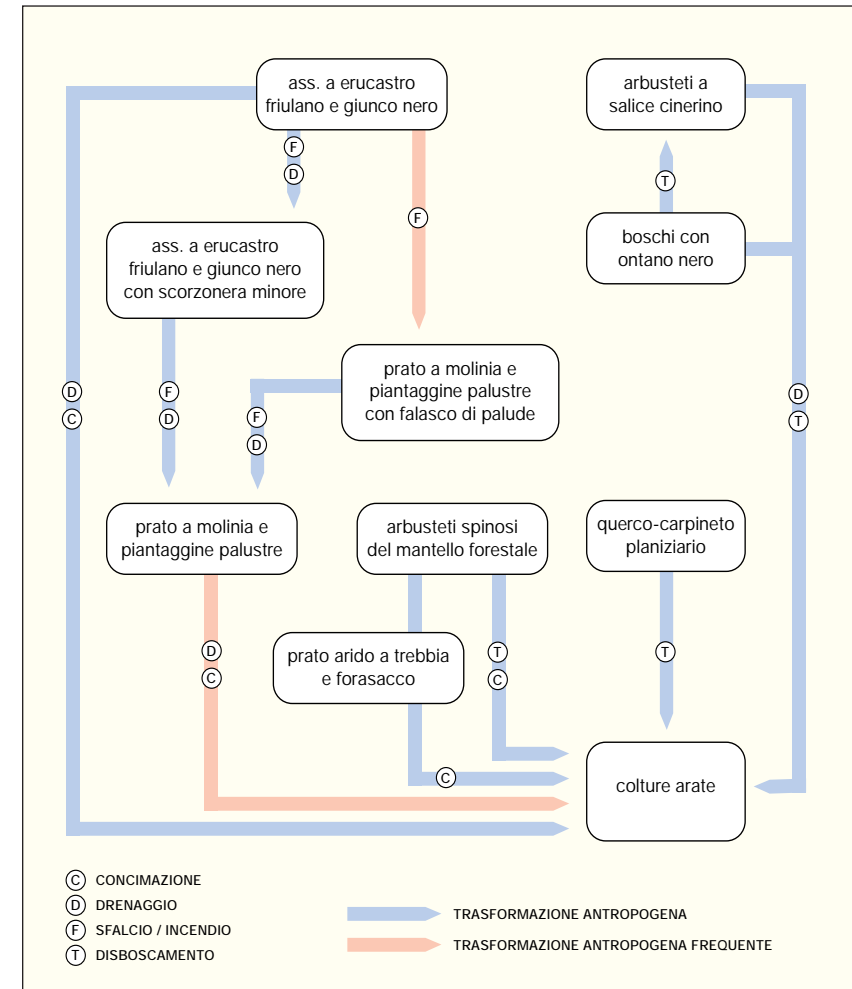 ass. a erucastro
friulano e giunco nero
arbusteti a
salice cinerino
F
D
T
F
ass. a erucastro
friulano e giunco nero
con scorzonera minore
boschi con
ontano nero
prato a molinia e
piantaggine palustre
con falasco di palude
D
C
F
D
F
D
D
T
prato a molinia e
piantaggine palustre
arbusteti spinosi
del mantello forestale
querco-carpineto
planiziario
D
C
prato arido a trebbia
e forasacco
T
C
T
C
colture arate
C CONCIMAZIONE
D DRENAGGIO
F SFALCIO / INCENDIO
T DISBOSCAMENTO
TRASFORMAZIONE ANTROPOGENA
TRASFORMAZIONE ANTROPOGENA FREQUENTE